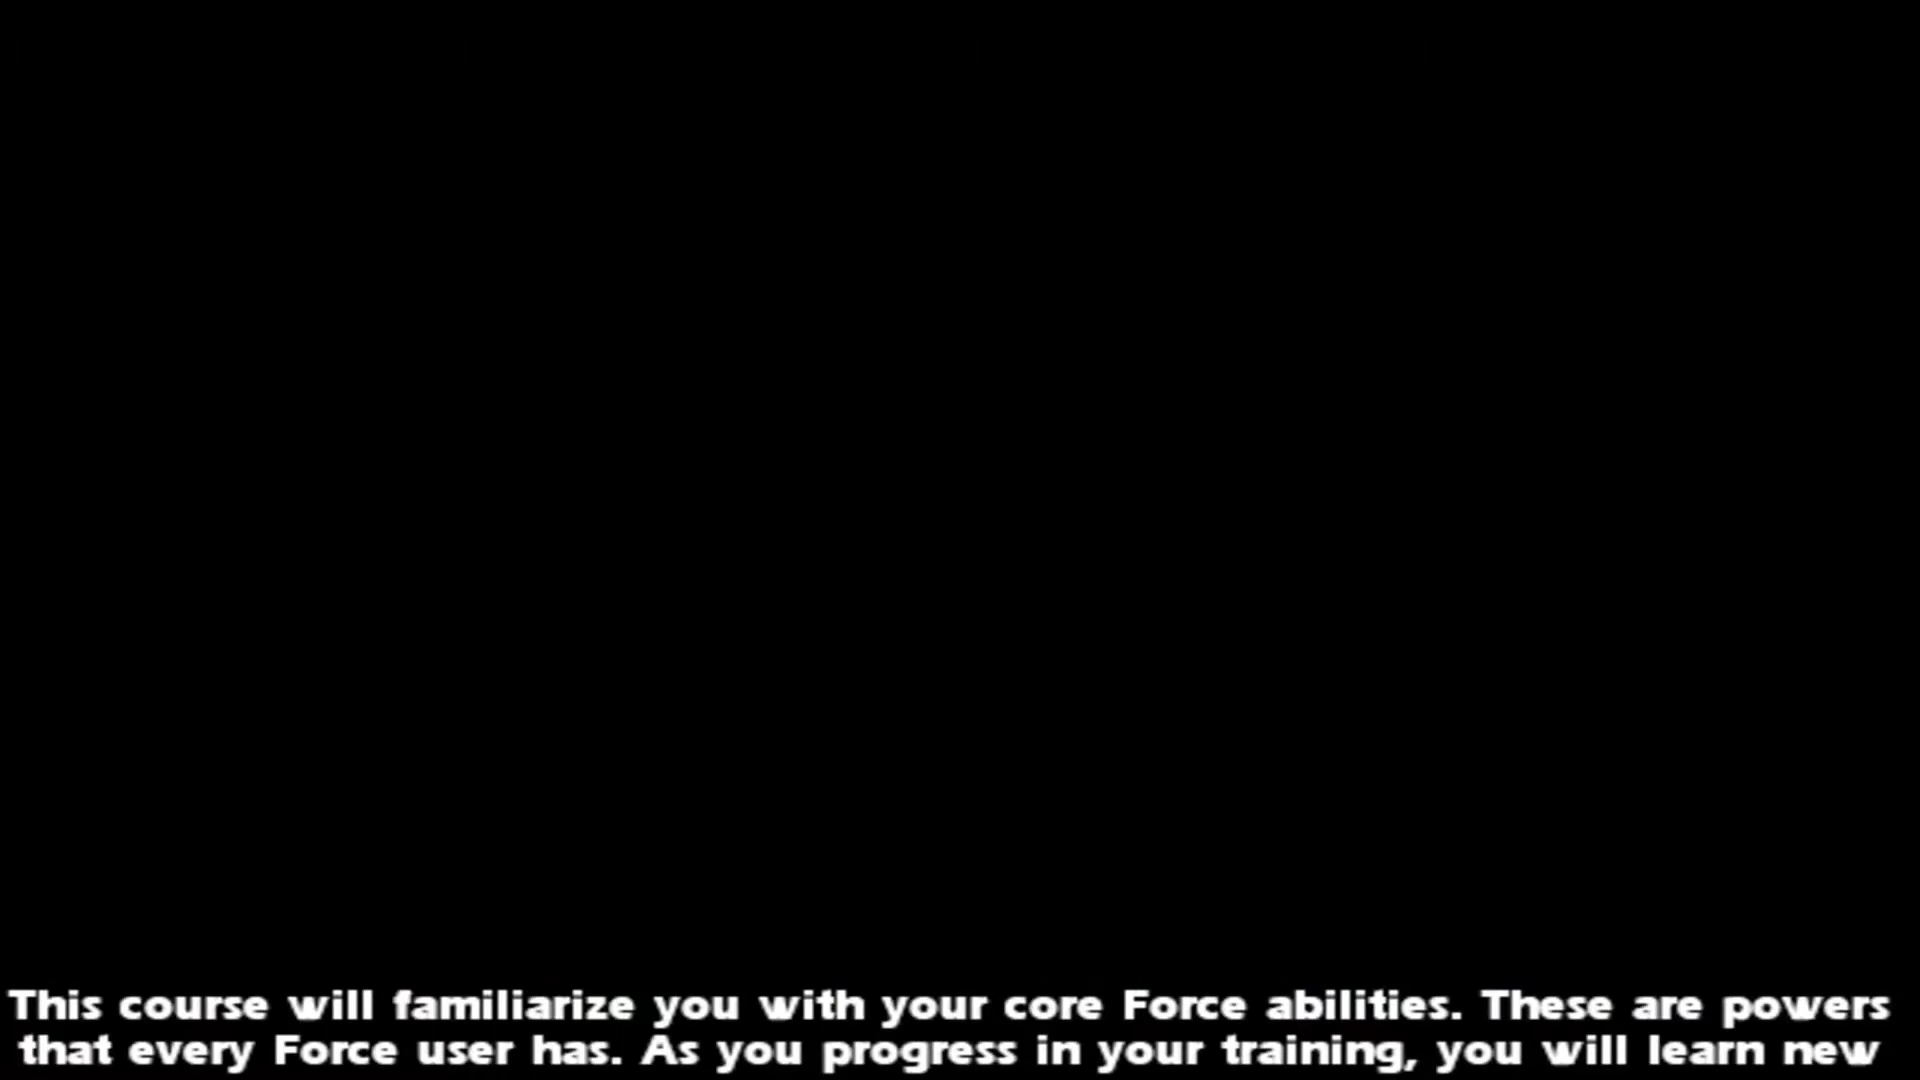 This course will familiarize you with your core Force abilities. These are powers
that every Force user has. As you progress in your training, you will learn new